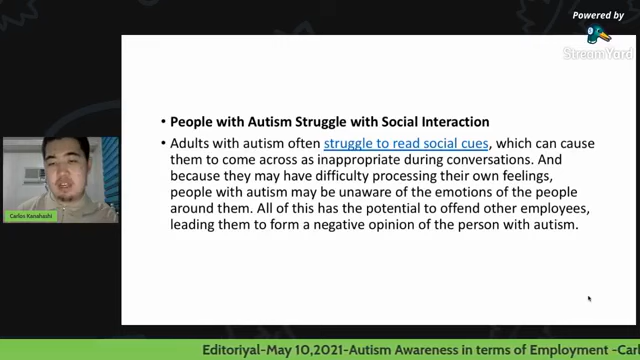 Powered by
StreamYard
• People with Autism Struggle with Social Interaction
• Adults with autism often struggle to read social cues, which can cause
them to come across as inappropriate during conversations. And
because they may have difficulty processing their own feelings,
people with autism may be unaware of the emotions of the people
around them. All of this has the potential to offend other employees,
leading them to form a negative opinion of the person with autism.
Carlos Kanahashi
Editoriyal-May 10,2021-Autism Awareness in terms of Employment -Carl